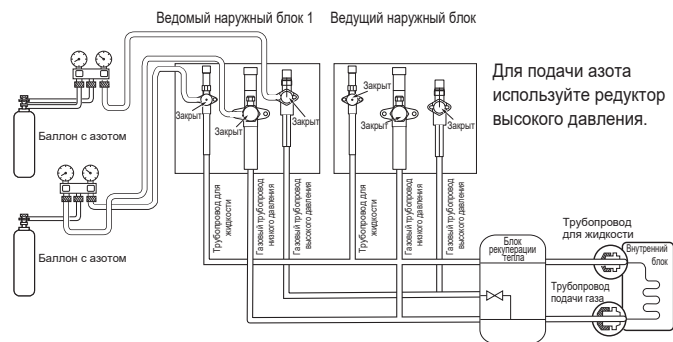 Ведомый наружный блок 1
Ведущий наружный блок
Для подачи азота
используйте редуктор
высокого давления.
Баллон с азотом
Баллон с азотом
Закрыт
Закрыт
Закрыт
Закрыт
Закрыт
Закрыт
Трубопровод для
жидкости
Газовый трубопровод
низкого давления
Газовый трубопровод
высокого давления
Трубопровод для
жидкости
Газовый трубопровод
низкого давления
Газовый трубопровод
высокого давления
Блок
рекуперации
тепла
Трубопровод
для жидкости
Внутренний
блок
Трубопровод
подачи газа